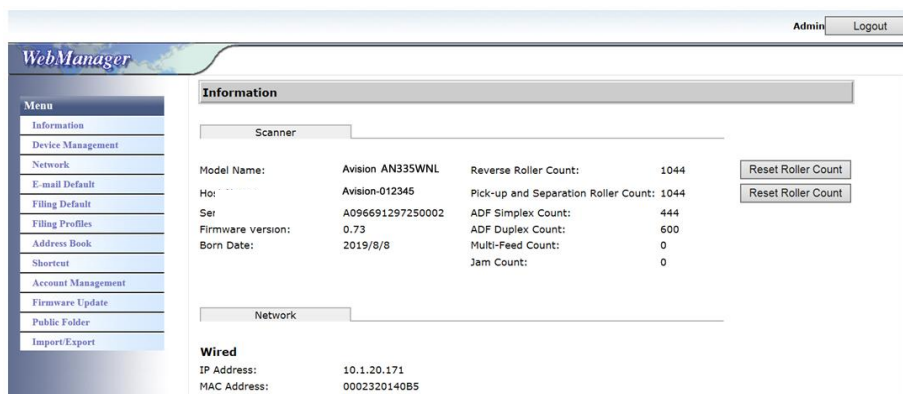 Admin Logout
WebManager
Menu
Information
Device Management
Network
E-mail Default
Filing Default
Filing Profiles
Address Book
Shortcut
Account Management
Firmware Update
Public Folder
Import/Export
Information
Scanner
Model Name: Avision AN335WNL Reverse Roller Count: 1044 Reset Roller Count
Avision-012345 Pick-up and Separation Roller Count: 1044 Reset Roller Count
A096691297250002 ADF Simplex Count: 444
Firmware version: 0.73 ADF Duplex Count: 600
Born Date: 2019/8/8 Multi-Feed Count: 0
Jam Count: 0
Network
Wired
IP Address: 10.1.20.171
MAC Address: 0002320140B5